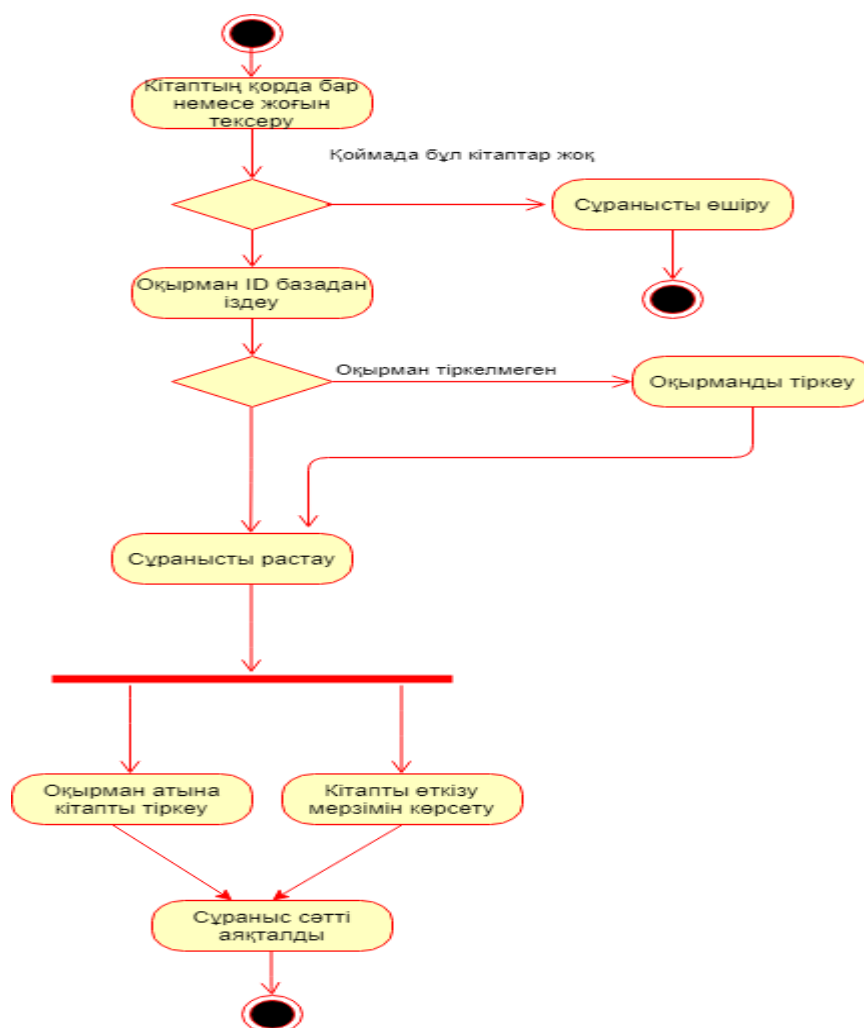 Кітаптың қорда бар
немесе жоғын
тексеру
Қоймада бұл кітаптар жоқ
Сұранысты өшіру
Оқырман ID базадан
іздеу
Оқырман тіркелмеген
Оқырманды тіркеу
Сұранысты растау
Оқырман атына
кітапты тіркеу
Кітапты өткізу
мерзімін көрсету
Сұраныс сәтті
аяқталды